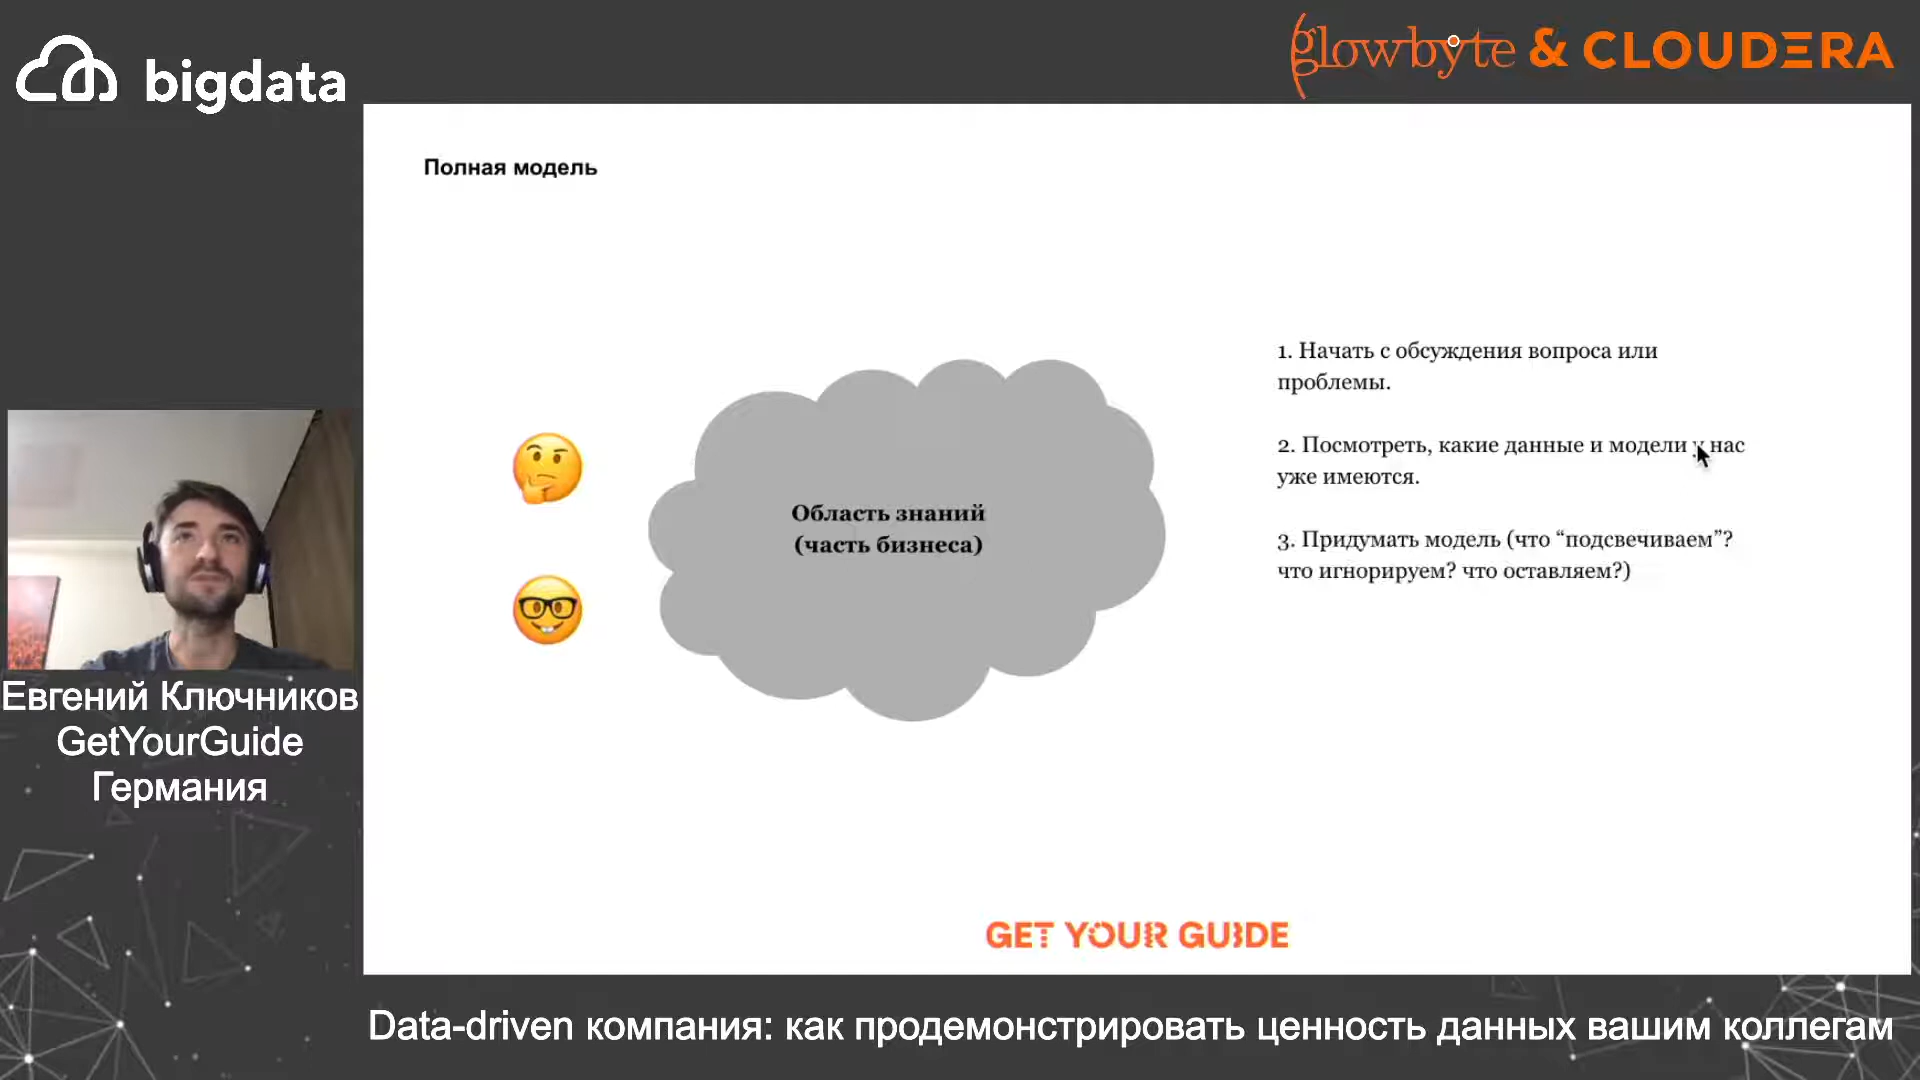 bigdata
glowbyte & CLOUDERA
Полная модель
Область знаний
(часть бизнеса)
1. Начать с обсуждения вопроса или
проблемы.
2. Посмотреть, какие данные и модели у нас
уже имеются.
3. Придумать модель (что “подсвечиваем”?
что игнорируем? что оставляем?)
GET YOUR GUIDE
Евгений Ключников
GetYourGuide
Германия
Data-driven компания: как продемонстрировать ценность данных вашим коллегам